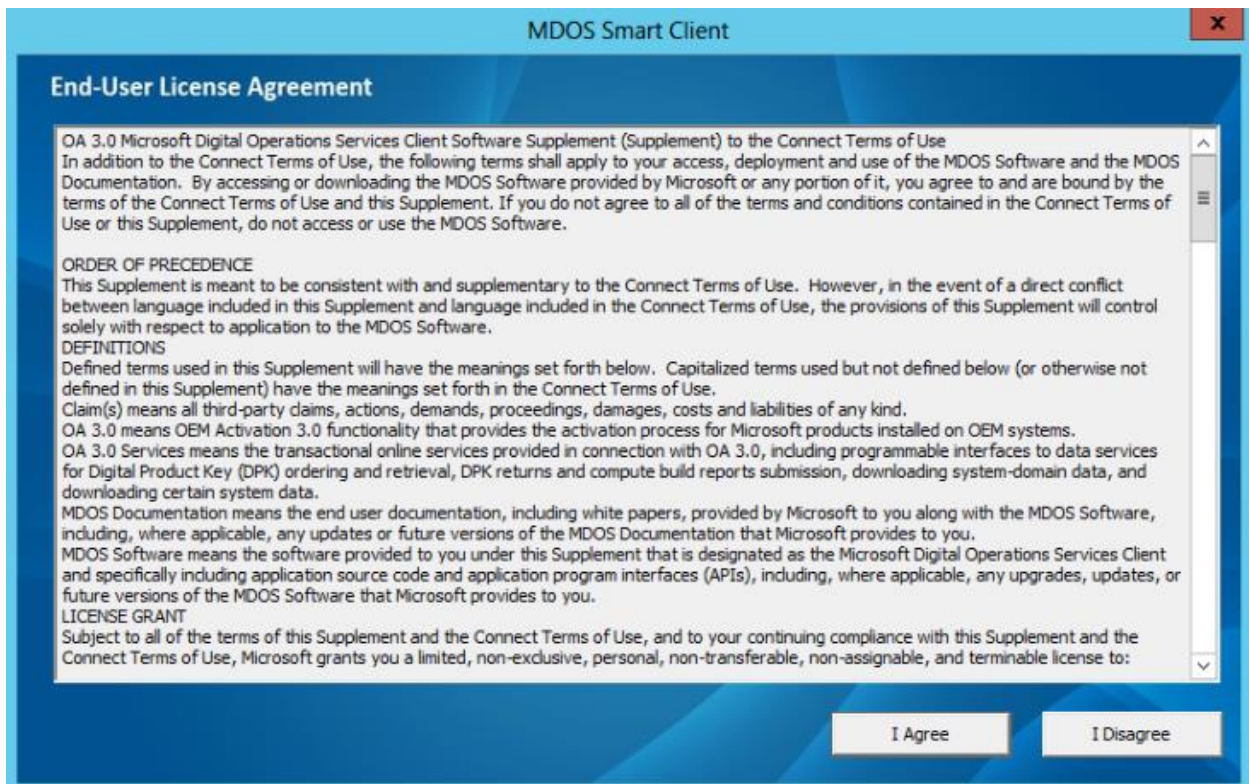 MDOS Smart Client
x
End-User License Agreement
OA 3.0 Microsoft Digital Operations Services Client Software Supplement (Supplement) to the Connect Terms of Use
In addition to the Connect Terms of Use, the following terms shall apply to your access, deployment and use of the MDOS Software and the MDOS
Documentation.  By accessing or downloading the MDOS Software provided by Microsoft or any portion of it, you agree to and are bound by the
terms of the Connect Terms of Use and this Supplement. If you do not agree to all of the terms and conditions contained in the Connect Terms of
Use or this Supplement, do not access or use the MDOS Software.
ORDER OF PRECEDENCE
This Supplement is meant to be consistent with and supplementary to the Connect Terms of Use.  However, in the event of a direct conflict
between language included in this Supplement and language included in the Connect Terms of Use, the provisions of this Supplement will control
solely with respect to application to the MDOS Software.
DEFINITIONS
Defined terms used in this Supplement will have the meanings set forth below.  Capitalized terms used but not defined below (or otherwise not
defined in this Supplement) have the meanings set forth in the Connect Terms of Use.
Claim(s) means all third-party claims, actions, demands, proceedings, damages, costs and liabilities of any kind.
OA 3.0 means OEM Activation 3.0 functionality that provides the activation process for Microsoft products installed on OEM systems.
OA 3.0 Services means the transactional online services provided in connection with OA 3.0, including programmable interfaces to data services
for Digital Product Key (DPK) ordering and retrieval, DPK returns and compute build reports submission, downloading system-domain data, and
downloading certain system data.
MDOS Documentation means the end user documentation, including white papers, provided by Microsoft to you along with the MDOS Software,
including, where applicable, any updates or future versions of the MDOS Documentation that Microsoft provides to you.
MDOS Software means the software provided to you under this Supplement that is designated as the Microsoft Digital Operations Services Client
and specifically including application source code and application program interfaces (APIs), including, where applicable, any upgrades, updates, or
future versions of the MDOS Software that Microsoft provides to you.
LICENSE GRANT
Subject to all of the terms of this Supplement and the Connect Terms of Use, and to your continuing compliance with this Supplement and the
Connect Terms of Use, Microsoft grants you a limited, non-exclusive, personal, non-transferable, non-assignable, and terminable license to:
I Agree
I Disagree